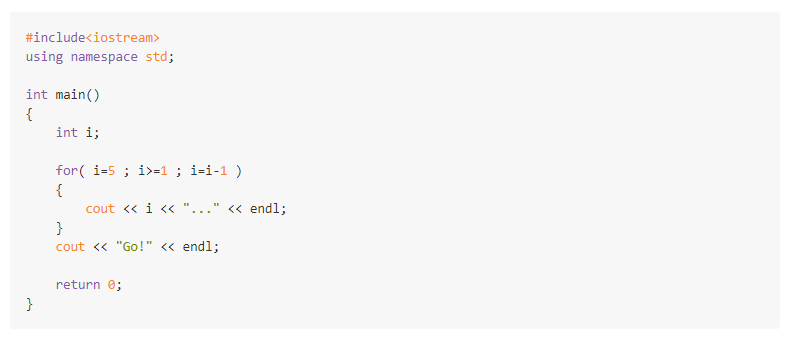 #include<iostream>
using namespace std;
int main()
{
    int i;
    for( i=5 ; i>=1 ; i=i-1 )
    {
        cout << i << "..." << endl;
    }
    cout << "Go!" << endl;
    return 0;
}